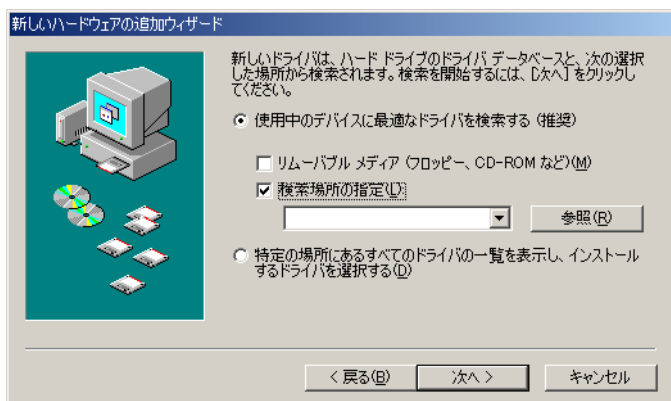 新しいハードウェアの追加ウィザード
新しいドライバは、ハード ドライブのドライバ データベースと、次の選択
した場所から検索されます。検索を開始するには、[次へ] をクリックし
てください。
使用中のデバイスに最適なドライバを検索する (推奨)
リムーバブル メディア (フロッピー、CD-ROM など)(M)
検索場所の指定(L)
参照(R)
特定の場所にあるすべてのドライバの一覧を表示し、インストール
するドライバを選択する(D)
< 戻る(B)
次へ >
キャンセル